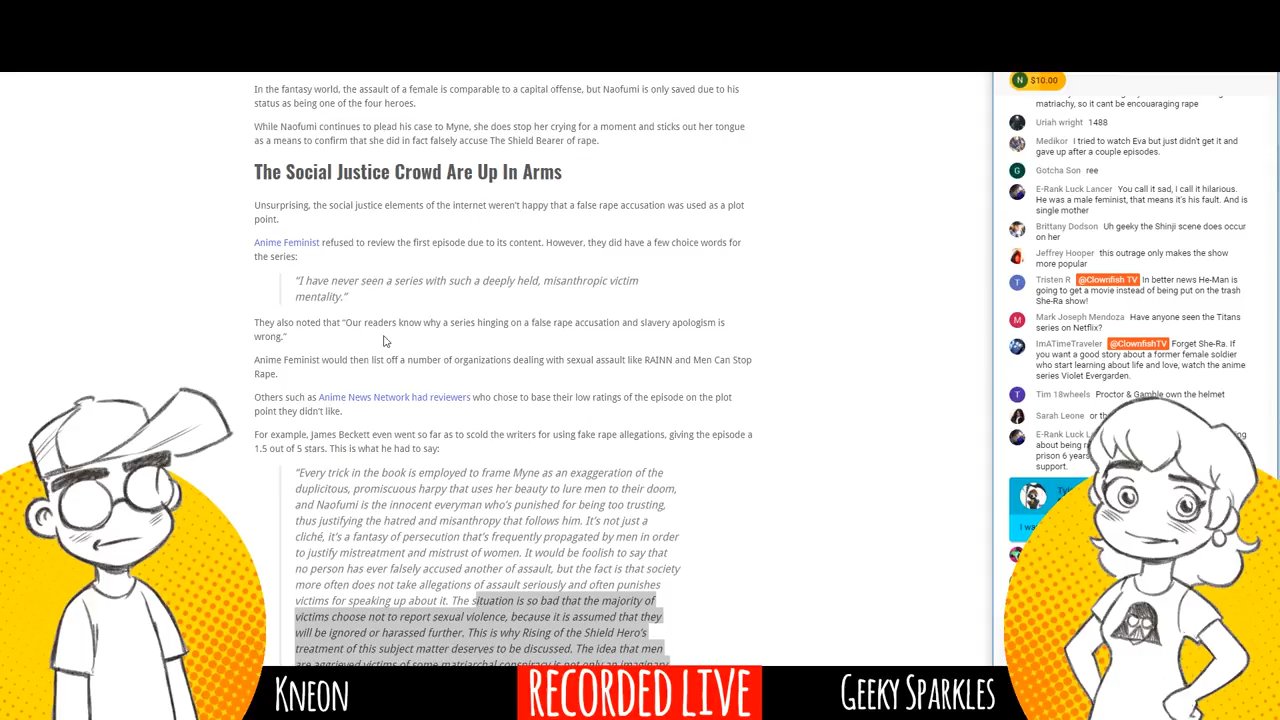 In the fantasy world, the assault of a female is comparable to a capital offense, but Naofumi is only saved due to his
status as being one of the four heroes.
While Naofumi continues to plead his case to Myne, she does stop her crying for a moment and sticks out her tongue
as a means to confirm that she did in fact falsely accuse The Shield Bearer of rape.
The Social Justice Crowd Are Up In Arms
Unsurprising, the social justice elements of the internet weren't happy that a false rape accusation was used as a plot
point.
Anime Feminist refused to review the first episode due to its content. However, they did have a few choice words for
the series:
“I have never seen a series with such a deeply held, misanthropic victim
mentality.”
They also noted that “Our readers know why a series hinging on a false rape accusation and slavery apologism is
wrong.”
Anime Feminist would then list off a number of organizations dealing with sexual assault like RAINN and Men Can Stop
Rape.
Others such as Anime News Network had reviewers who chose to base their low ratings of the episode on the plot
point they didn't like.
For example, James Beckett even went so far as to scold the writers for using fake rape allegations, giving the episode a
1.5 out of 5 stars. This is what he had to say:
“Every trick in the book is employed to frame Myne as an exaggeration of the
duplicitous, promiscuous harpy that uses her beauty to lure men to their doom,
and Naofumi is the innocent everyman who's punished for being too trusting,
thus justifying the hatred and misanthropy that follows him. It's not just a
cliché, it's a fantasy of persecution that's frequently propagated by men in order
to justify mistreatment and mistrust of women. It would be foolish to say that
no person has ever falsely accused another of assault, but the fact is that society
more often does not take allegations of assault seriously and often punishes
victims for speaking up about it. The situation is so bad that the majority of
victims choose not to report sexual violence, because it is assumed that they
will be ignored or harassed further. This is why Rising of the Shield Hero's
treatment of this subject matter deserves to be discussed. The idea that men
are aggrieved victims of some matriarchal conspiracy is not only an imaginary
N $10.00
matriachy, so it cant be encouaraging rape
Uriah wright 1488
Medikor I tried to watch Eva but just didn't get it and
gave up after a couple episodes.
G Gotcha Son ree
E-Rank Luck Lancer You call it sad, I call it hilarious.
He was a male feminist, that means it's his fault. And is
single mother
Brittany Dodson Uh geeky the Shinji scene does occur
on her
Jeffrey Hooper this outrage only makes the show
more popular
T Tristen R @Clownfish TV In better news He-Man is
going to get a movie instead of being put on the trash
She-Ra show!
Mark Joseph Mendoza Have anyone seen the Titans
series on Netflix?
ImATimeTraveler @ClownfishTV Forget She-Ra. If
you want a good story about a former female soldier
who start learning about life and love, watch the anime
series Violet Evergarden.
T Tim 18wheels Proctor & Gamble own the helmet
Sarah Leone or th
E-Rank Luck L
about being r
prison 6 years
support.
I wa
KNEON
RECORDED LIVE
GEEKY SPARKLES